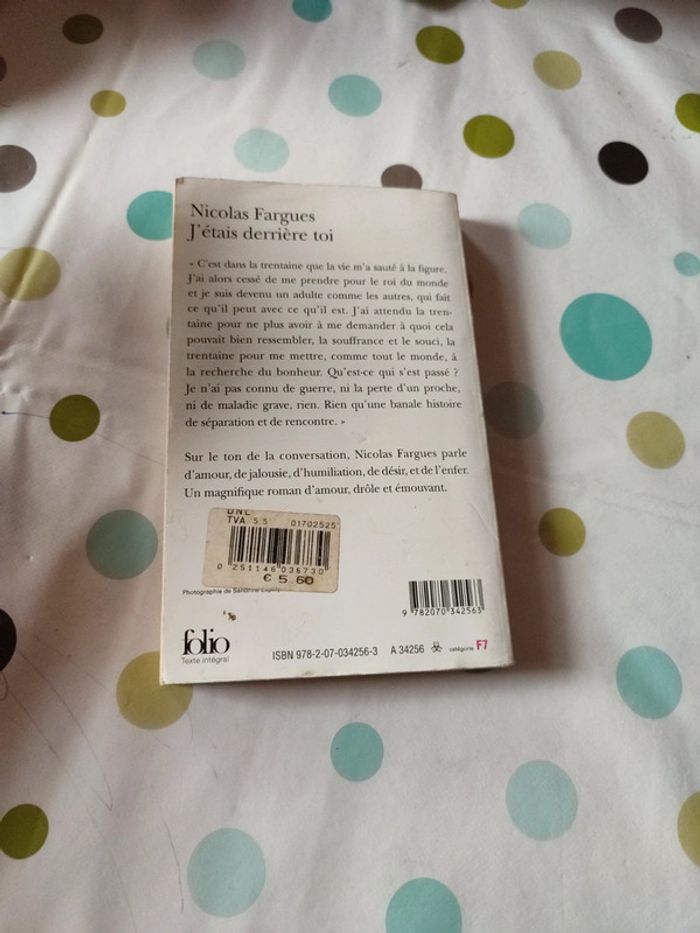 Nicolas Fargues
J'étais derrière toi
« C'est dans la trentaine que la vie m'a sauté à la figure.
J'ai alors cessé de me prendre pour le roi du monde
et je suis devenu un adulte comme les autres, qui fait
ce qu'il peut avec ce qu'il est. J'ai attendu la tren-
taine pour ne plus avoir à me demander à quoi cela
pouvait bien ressembler, la souffrance et le souci, la
trentaine pour me mettre, comme tout le monde, à
la recherche du bonheur. Qu'est-ce qui s'est passé ?
Je n'ai pas connu de guerre, ni la perte d'un proche,
ni de maladie grave, rien. Rien qu'une banale histoire
de séparation et de rencontre. »
Sur le ton de la conversation, Nicolas Fargues parle
d'amour, de jalousie, d'humiliation, de désir, et de l'enfer.
Un magnifique roman d'amour, drôle et émouvant.
TVA 5.5 01702525
0 251146 036730
€ 5.60
Photographie de
9 782070 342563
folio
Texte intégral
ISBN 978-2-07-034256-3 A 34256 catégorie F7